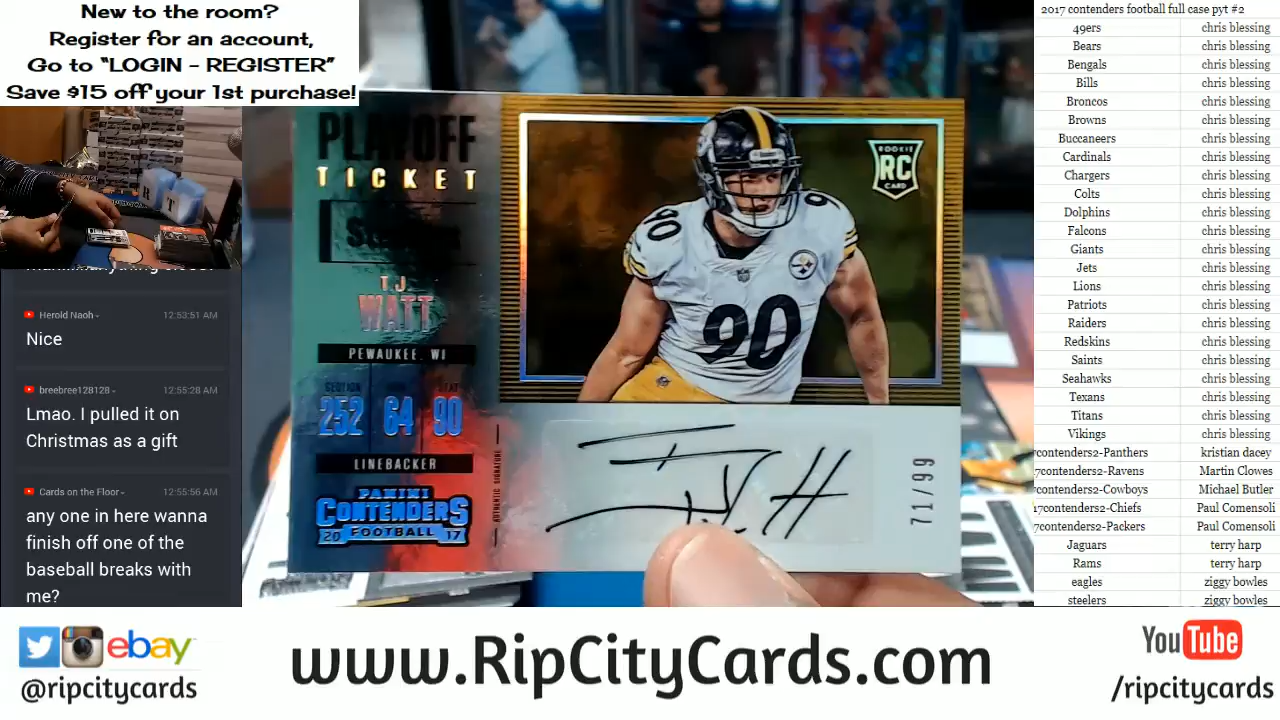 New to the room?
Register for an account,
Go to “LOGIN - REGISTER”
Save $15 off your 1st purchase!
Herold Naoh
12:53:51 AM
Nice
breebree128128
12:55:28 AM
Lmao. I pulled it on
Christmas as a gift
Cards on the Floor
12:55:56 AM
any one in here wanna
finish off one of the
baseball breaks with
me?
PLAYOFF
TICKET
T.J.
WATT
PEWAUKEE, WI
SECTION ROW SEAT
252 64 90
LINEBACKER
PANINI
CONTENDERS
FOOTBALL
20 17
AUTHENTIC SIGNATURE
ROOKIE
RC
CARD
90
90
Steelers
71/99
2017 contenders football full case pyt #2
49ers chris blessing
Bears chris blessing
Bengals chris blessing
Bills chris blessing
Broncos chris blessing
Browns chris blessing
Buccaneers chris blessing
Cardinals chris blessing
Chargers chris blessing
Colts chris blessing
Dolphins chris blessing
Falcons chris blessing
Giants chris blessing
Jets chris blessing
Lions chris blessing
Patriots chris blessing
Raiders chris blessing
Redskins chris blessing
Saints chris blessing
Seahawks chris blessing
Texans chris blessing
Titans chris blessing
Vikings chris blessing
7contenders2-Panthers kristian dacey
7contenders2-Ravens Martin Clowes
contenders2-Cowboys Michael Butler
17contenders2-Chiefs Paul Comensoli
7contenders2-Packers Paul Comensoli
Jaguars terry harp
Rams terry harp
eagles ziggy bowles
steelers ziggy bowles
ebay
@ripcitycards
www.RipCityCards.com
YouTube
/ripcitycards